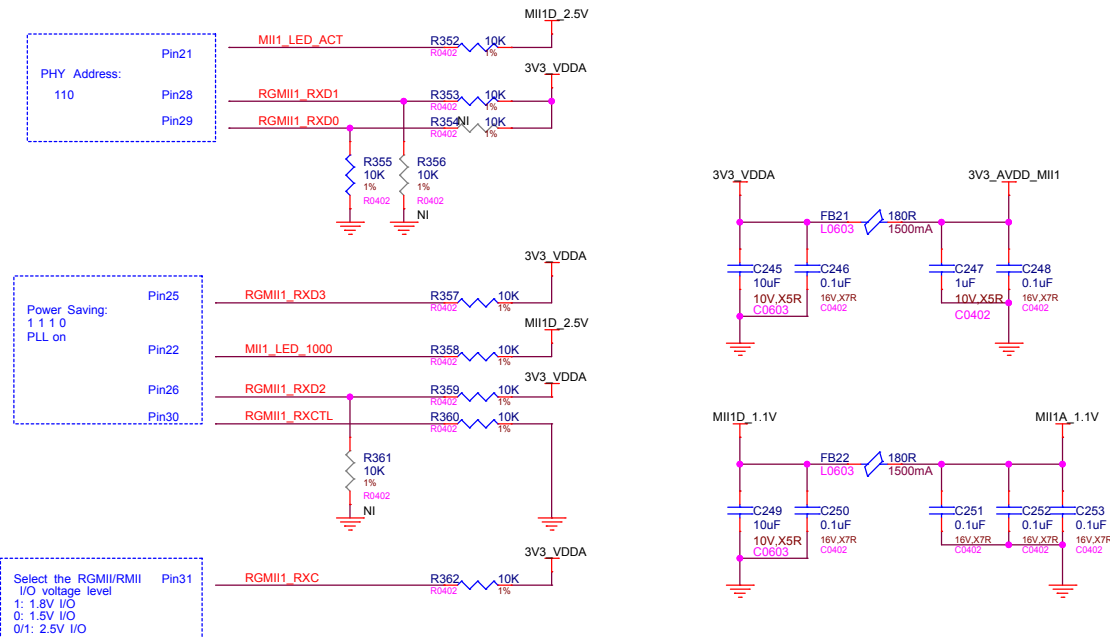 MII1D_2.5V
MII1_LED_ACT
R352 10K
R0402 1%
Pin21
PHY Address:
110
3V3_VDDA
Pin28
RGMII1_RXD1
R353 10K
R0402 1%
Pin29
RGMII1_RXD0
R354 NI 10K
R0402 1%
R355
10K
1%
R0402
R356
10K
1%
R0402
NI
3V3_VDDA
Pin25
RGMII1_RXD3
R357 10K
R0402 1%
Power Saving:
1 1 1 0
PLL on
MII1D_2.5V
Pin22
MII1_LED_1000
R358 10K
R0402 1%
3V3_VDDA
Pin26
RGMII1_RXD2
R359 10K
R0402 1%
Pin30
RGMII1_RXCTL
R360 10K
R0402 1%
R361
10K
1%
R0402
NI
3V3_VDDA
Select the RGMII/RMII
I/O voltage level
1: 1.8V I/O
0: 1.5V I/O
0/1: 2.5V I/O
Pin31
RGMII1_RXC
R362 10K
R0402 1%
3V3_VDDA
3V3_AVDD_MII1
FB21 180R
L0603 1500mA
C245
10uF
10V,X5R
C0603
C246
0.1uF
16V,X7R
C0402
C247
1uF
10V,X5R
C0402
C248
0.1uF
16V,X7R
C0402
MII1D_1.1V
MII1A_1.1V
FB22 180R
L0603 1500mA
C249
10uF
10V,X5R
C0603
C250
0.1uF
16V,X7R
C0402
C251
0.1uF
16V,X7R
C0402
C252
0.1uF
16V,X7R
C0402
C253
0.1uF
16V,X7R
C0402